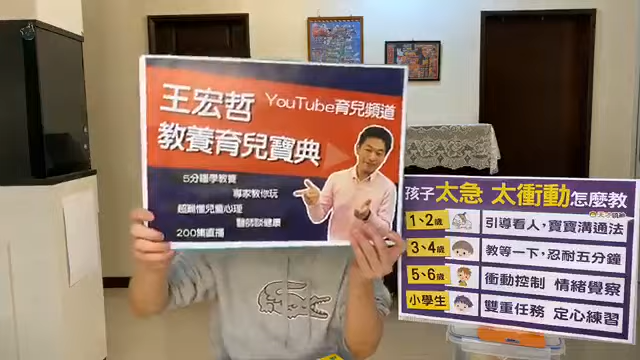 王宏哲 YouTube育兒頻道
教養育兒寶典
5分鐘學教養
專家教你玩
超難懂兒童心理
醫師談健康
200集直播
孩子太急 太衝動怎麼教
1、2歲 引導看人，寶寶溝通法
3、4歲 教等一下，忍耐五分鐘
5、6歲 衝動控制 情緒覺察
小學生 雙重任務 定心練習